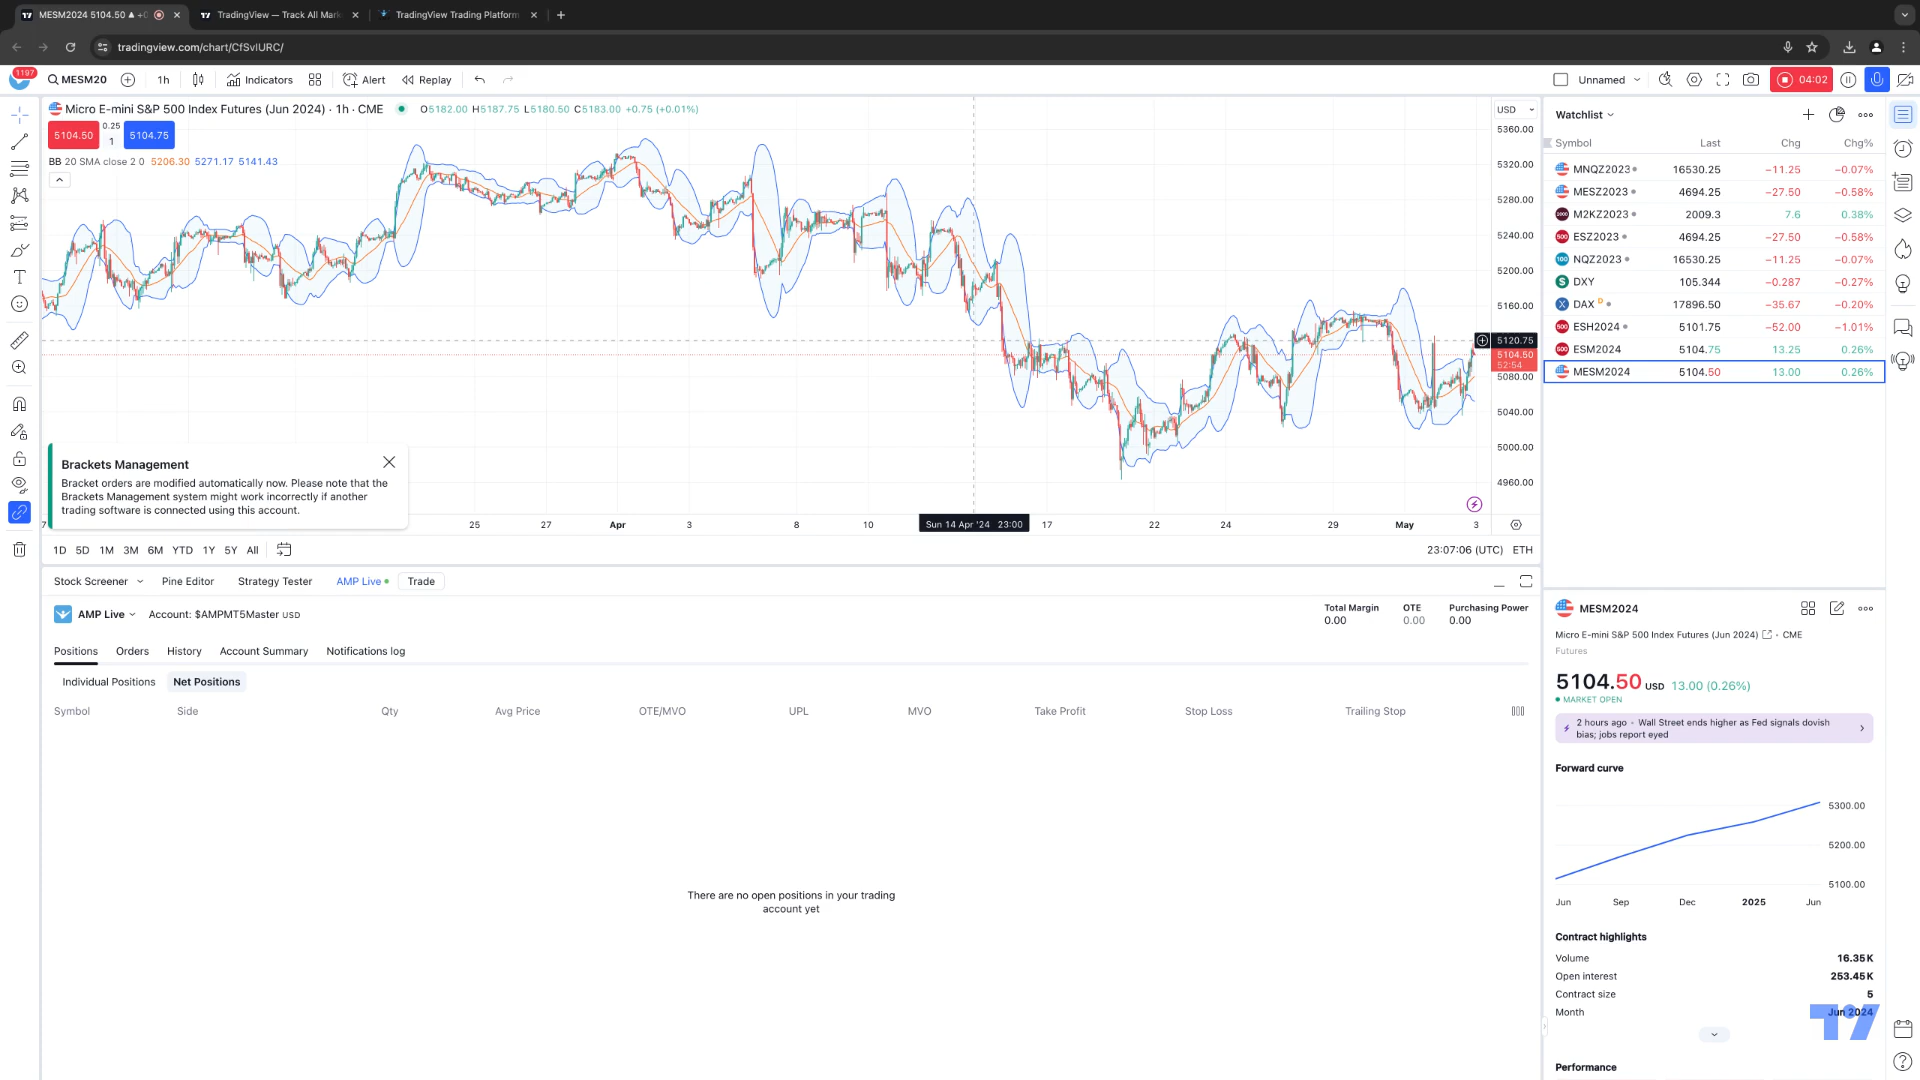 MESM2024 5104.50 ▲ +0
TradingView — Track All Mark
TradingView Trading Platform
tradingview.com/chart/CfSvIURC/
1197
MESM20
1h
Indicators
Alert
Replay
Unnamed
04:02
Micro E-mini S&P 500 Index Futures (Jun 2024) · 1h · CME
O5182.00 H5187.75 L5180.50 C5183.00 +0.75 (+0.01%)
USD
5104.50
0.25
1
5104.75
BB 20 SMA close 2 0 5206.30 5271.17 5141.43
5360.00
5320.00
5280.00
5240.00
5200.00
5160.00
5120.75
5104.50
52:54
5080.00
5040.00
5000.00
4960.00
Brackets Management
Bracket orders are modified automatically now. Please note that the
Brackets Management system might work incorrectly if another
trading software is connected using this account.
7 25 27 Apr 3 8 10 Sun 14 Apr '24 23:00 17 22 24 29 May 3
1D 5D 1M 3M 6M YTD 1Y 5Y All
23:07:06 (UTC) ETH
Stock Screener Pine Editor Strategy Tester AMP Live Trade
AMP Live Account: $AMPMT5Master USD
Total Margin OTE Purchasing Power
0.00 0.00 0.00
Positions Orders History Account Summary Notifications log
Individual Positions Net Positions
Symbol Side Qty Avg Price OTE/MVO UPL MVO Take Profit Stop Loss Trailing Stop
There are no open positions in your trading
account yet
Watchlist
Symbol Last Chg Chg%
MNQZ2023 16530.25 −11.25 −0.07%
MESZ2023 4694.25 −27.50 −0.58%
M2KZ2023 2009.3 7.6 0.38%
ESZ2023 4694.25 −27.50 −0.58%
NQZ2023 16530.25 −11.25 −0.07%
DXY 105.344 −0.287 −0.27%
DAX D 17896.50 −35.67 −0.20%
ESH2024 5101.75 −52.00 −1.01%
ESM2024 5104.75 13.25 0.26%
MESM2024 5104.50 13.00 0.26%
MESM2024
Micro E-mini S&P 500 Index Futures (Jun 2024) · CME
Futures
5104.50 USD 13.00 (0.26%)
MARKET OPEN
2 hours ago · Wall Street ends higher as Fed signals dovish
bias; jobs report eyed
Forward curve
5300.00
5200.00
5100.00
Jun Sep Dec 2025 Jun
Contract highlights
Volume 16.35K
Open interest 253.45K
Contract size 5
Month Jun 2024
Performance